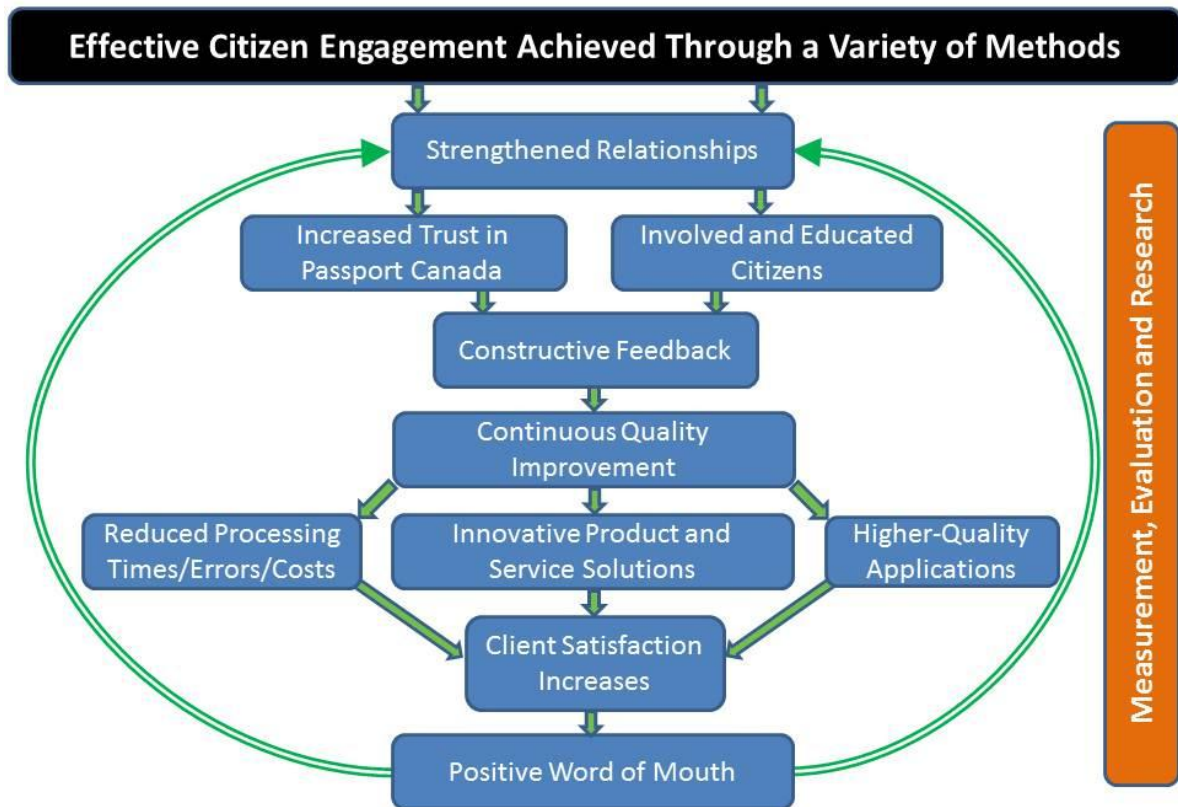 Effective Citizen Engagement Achieved Through a Variety of Methods
Strengthened Relationships
Increased Trust in
Passport Canada
Involved and Educated
Citizens
Constructive Feedback
Continuous Quality
Improvement
Reduced Processing
Times/Errors/Costs
Innovative Product and
Service Solutions
Higher-Quality
Applications
Client Satisfaction
Increases
Positive Word of Mouth
Measurement, Evaluation and Research